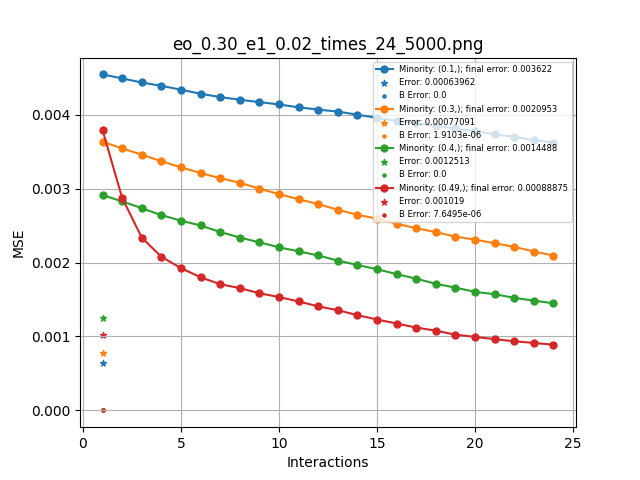 eo_0.30_e1_0.02_times_24_5000.png
Minority: (0.1,); final error: 0.003622
Error: 0.00063962
B Error: 0.0
Minority: (0.3,); final error: 0.0020953
Error: 0.00077091
B Error: 1.9103e-06
Minority: (0.4,); final error: 0.0014488
Error: 0.0012513
B Error: 0.0
Minority: (0.49,); final error: 0.00088875
Error: 0.001019
B Error: 7.6495e-06
MSE
0.004
0.003
0.002
0.001
0.000
0 5 10 15 20 25
Interactions